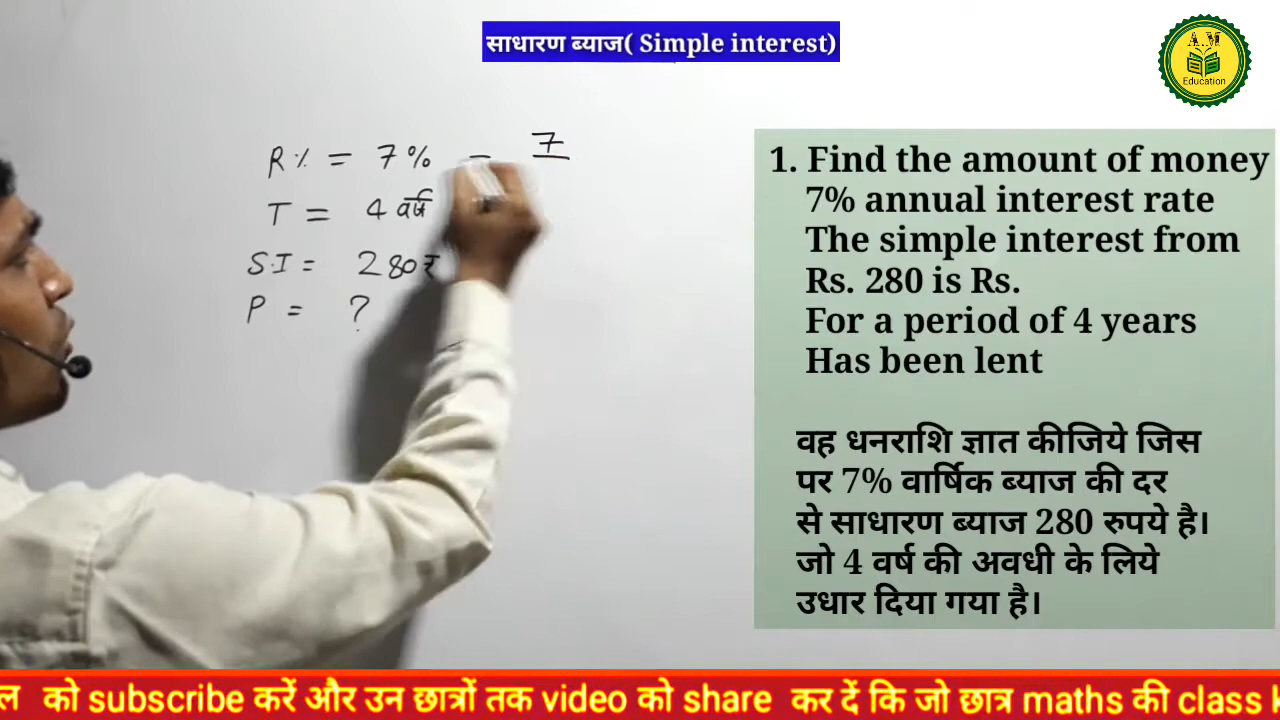 साधारण ब्याज( Simple interest)
A..M
Education
R% = 7% = 7
T = 4 वर्ष
S.I = 280₹
P = ?
1. Find the amount of money
7% annual interest rate
The simple interest from
Rs. 280 is Rs.
For a period of 4 years
Has been lent
वह धनराशि ज्ञात कीजिये जिस
पर 7% वार्षिक ब्याज की दर
से साधारण ब्याज 280 रुपये है।
जो 4 वर्ष की अवधी के लिये
उधार दिया गया है।
को subscribe करें और उन छात्रों तक video को share कर दें कि जो छात्र maths की class